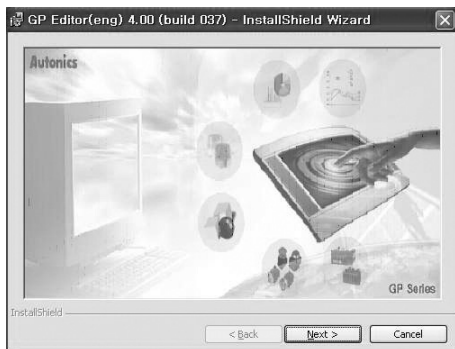 GP Editor(eng) 4.00 (build 037) - InstallShield Wizard
Autonics
GP Series
InstallShield
< Back Next > Cancel